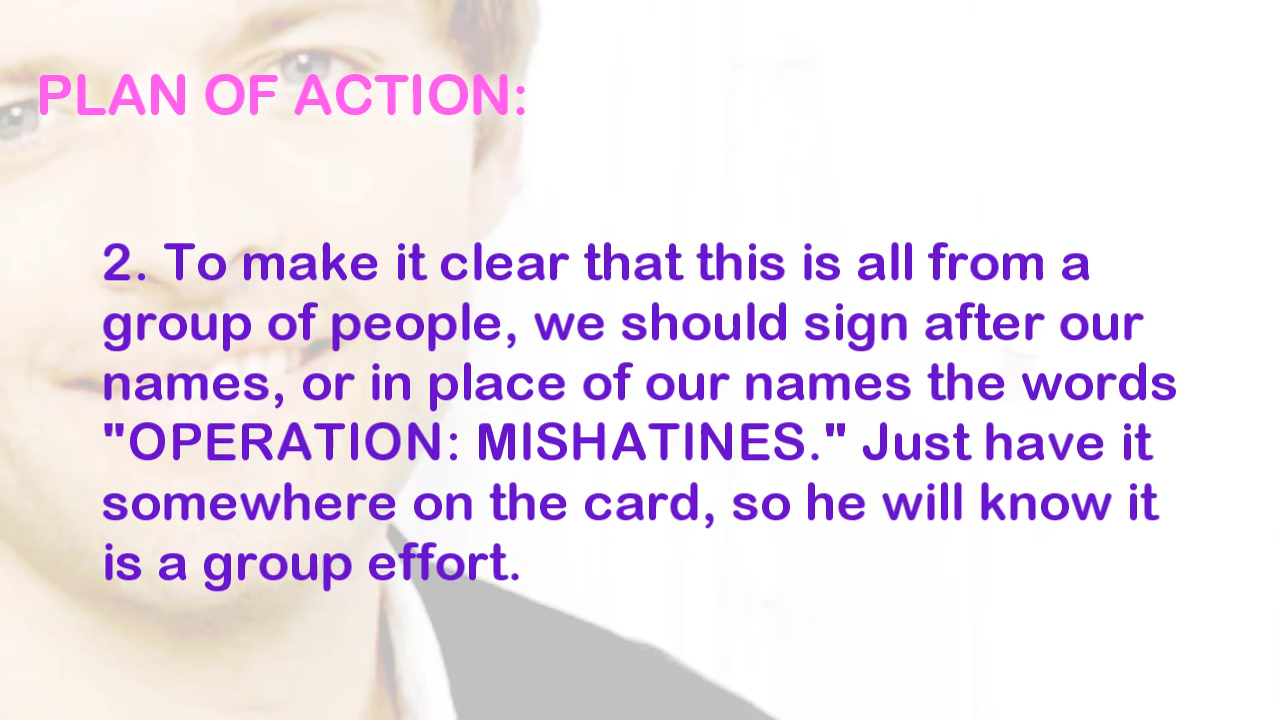 PLAN OF ACTION:
2. To make it clear that this is all from a
group of people, we should sign after our
names, or in place of our names the words
"OPERATION: MISHATINES." Just have it
somewhere on the card, so he will know it
is a group effort.